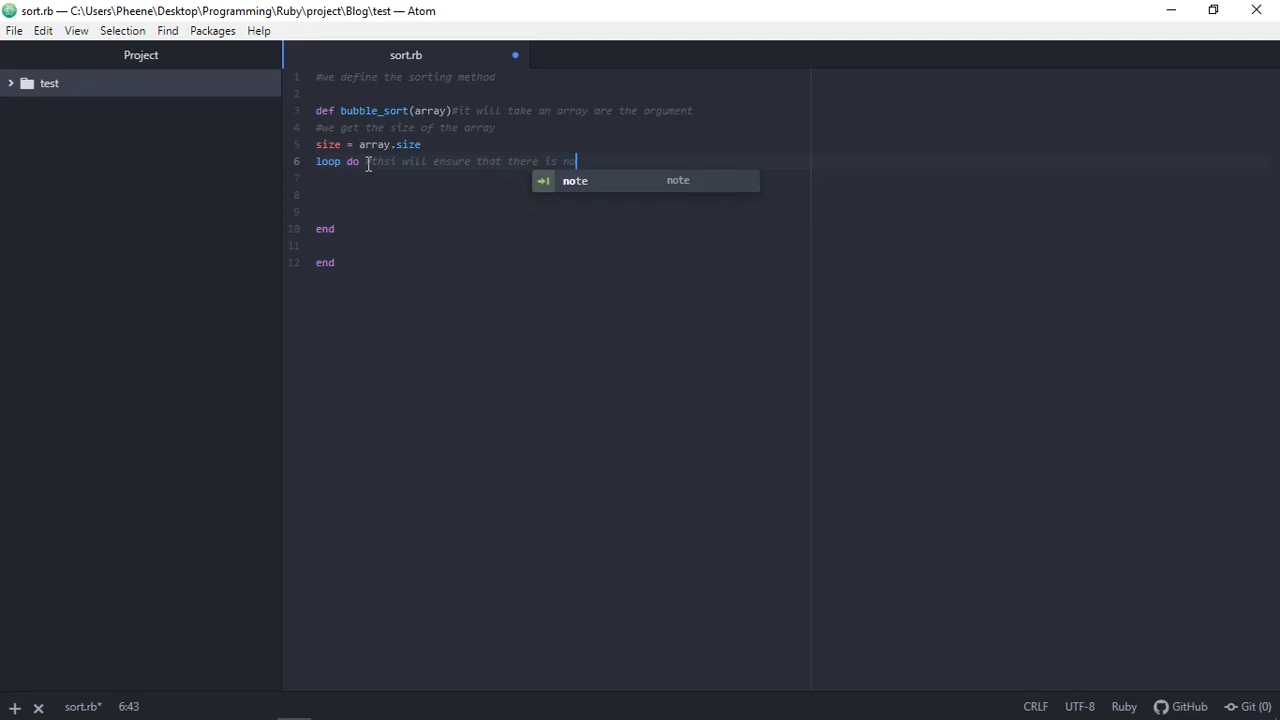 sort.rb — C:\Users\Pheene\Desktop\Programming\Ruby\project\Blog\test — Atom
File Edit View Selection Find Packages Help
Project
sort.rb
test
1 #we define the sorting method
2
3 def bubble_sort(array)#it will take an array are the argument
4 #we get the size of the array
5 size = array.size
6 loop do #thsi will ensure that there is no
note note
7
8
9
10 end
11
12 end
sort.rb* 6:43 CRLF UTF-8 Ruby GitHub Git (0)